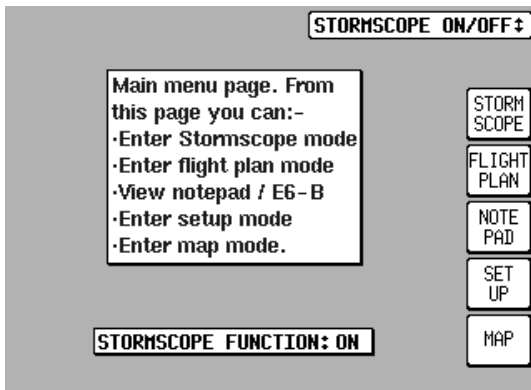 STORMSCOPE ON/OFF↕
Main menu page. From
this page you can:-
·Enter Stormscope mode
·Enter flight plan mode
·View notepad / E6-B
·Enter setup mode
·Enter map mode.
STORM
SCOPE
FLIGHT
PLAN
NOTE
PAD
SET
UP
MAP
STORMSCOPE FUNCTION: ON